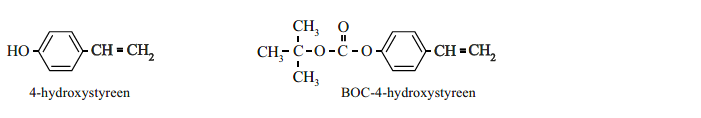 CH₃ O
HO CH=CH₂ CH₃-C-O-C-O CH=CH₂
CH₃
4-hydroxystyreen BOC-4-hydroxystyreen